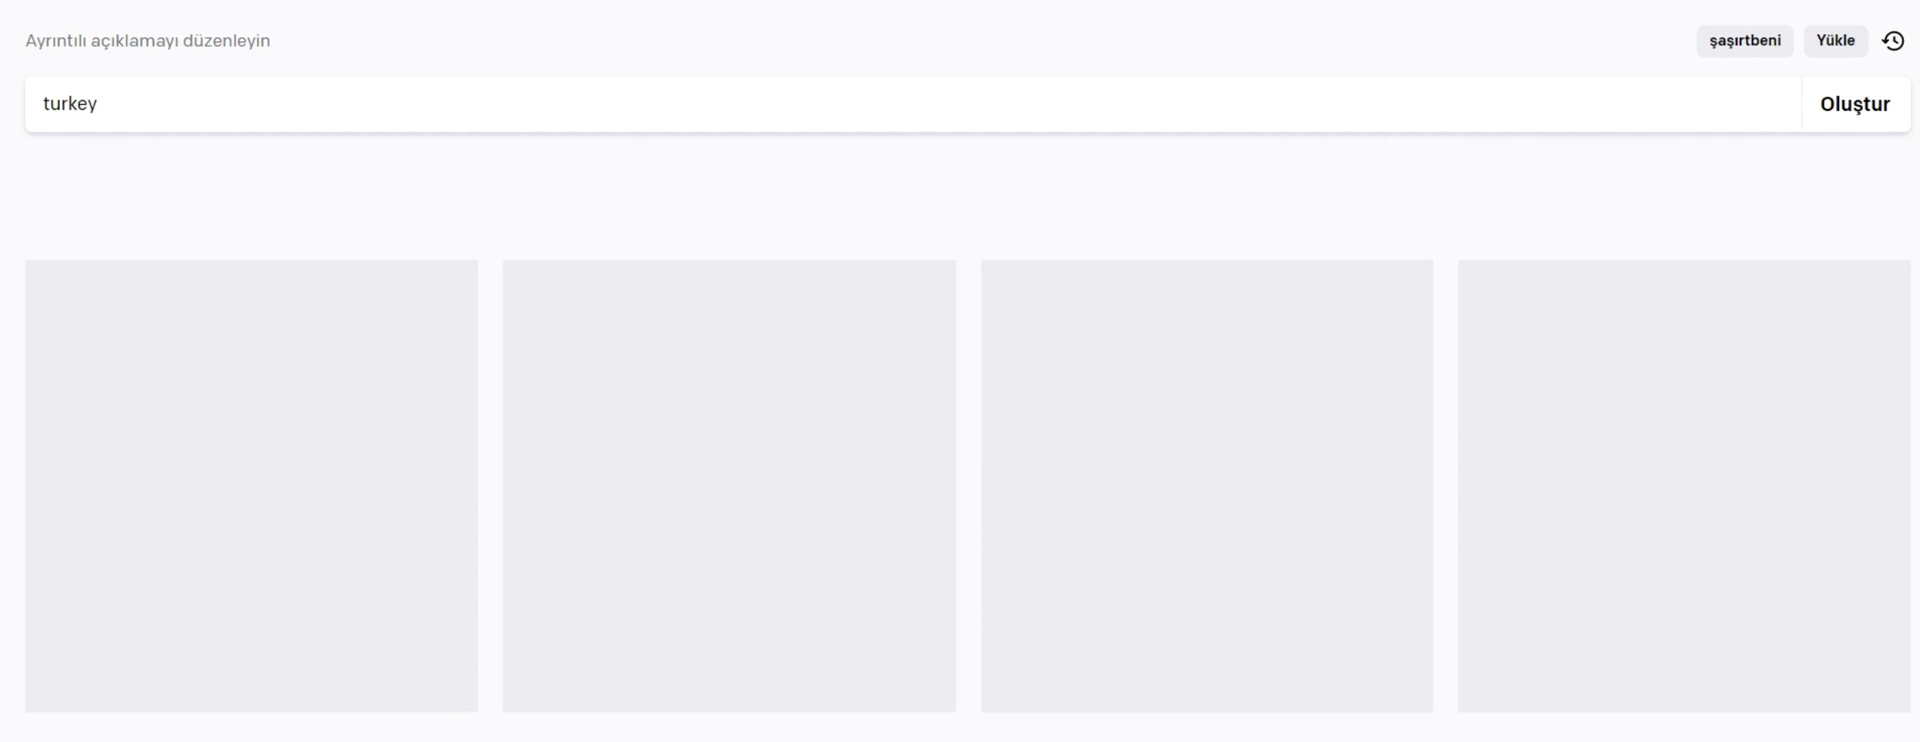 Ayrıntılı açıklamayı düzenleyin
şaşırtbeni
Yükle
turkey
Oluştur